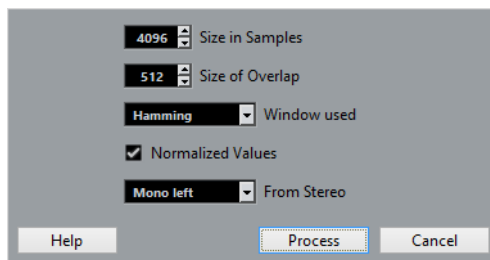 4096 Size in Samples
512 Size of Overlap
Hamming Window used
Normalized Values
Mono left From Stereo
Help Process Cancel